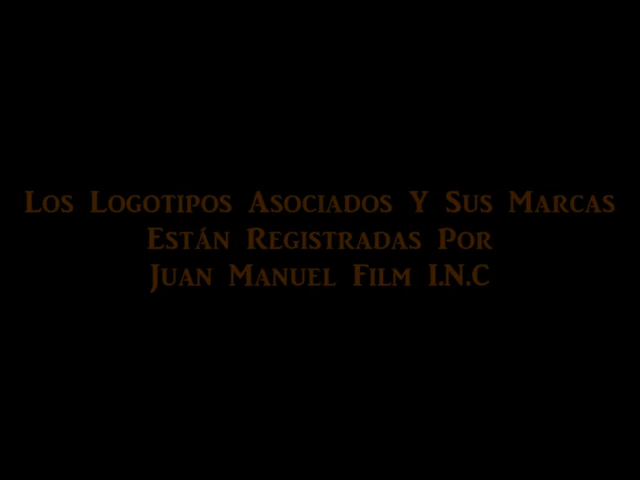 Los Logotipos Asociados Y Sus Marcas
Están Registradas Por
Juan Manuel Film I.N.C